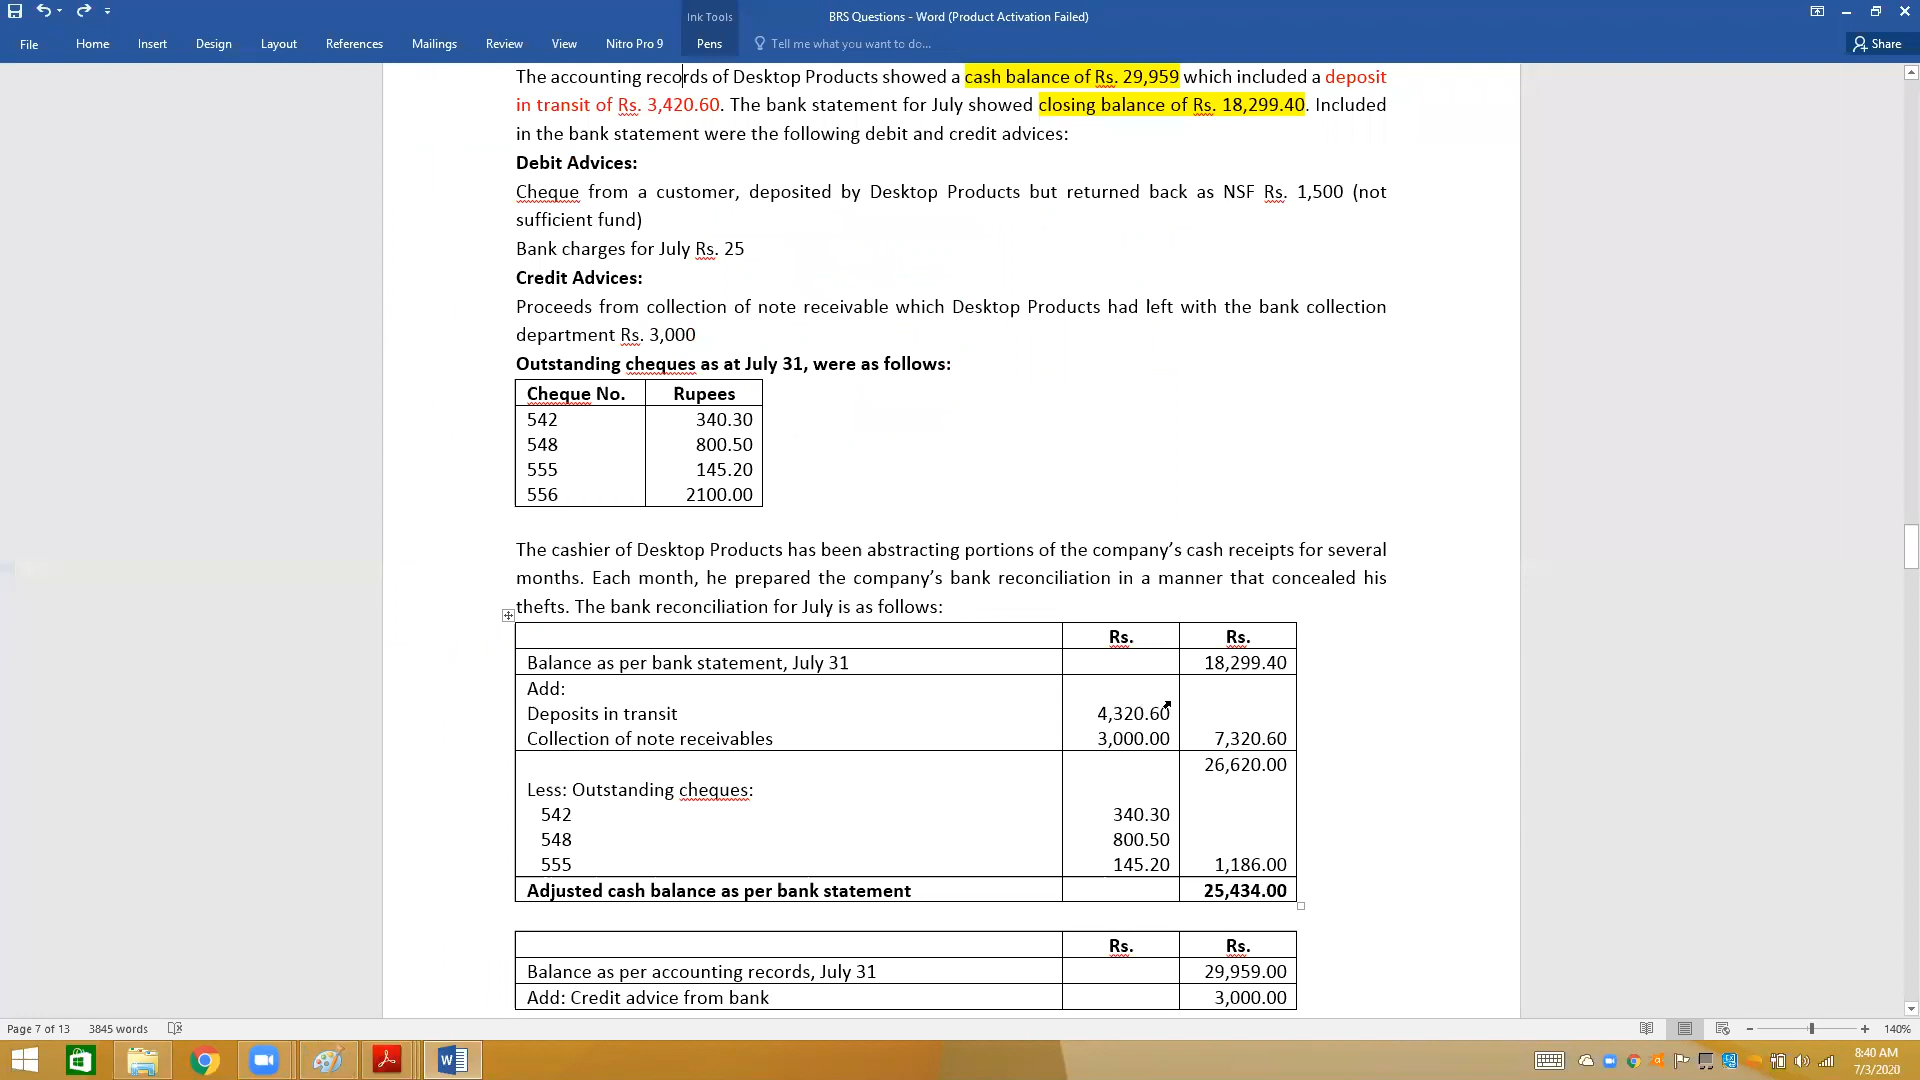 Ink Tools
BRS Questions - Word (Product Activation Failed)
File Home Insert Design Layout References Mailings Review View Nitro Pro 9 Pens Tell me what you want to do... Share
The accounting records of Desktop Products showed a cash balance of Rs. 29,959 which included a deposit
in transit of Rs. 3,420.60. The bank statement for July showed closing balance of Rs. 18,299.40. Included
in the bank statement were the following debit and credit advices:
Debit Advices:
Cheque from a customer, deposited by Desktop Products but returned back as NSF Rs. 1,500 (not
sufficient fund)
Bank charges for July Rs. 25
Credit Advices:
Proceeds from collection of note receivable which Desktop Products had left with the bank collection
department Rs. 3,000
Outstanding cheques as at July 31, were as follows:
Cheque No. Rupees
542 340.30
548 800.50
555 145.20
556 2100.00
The cashier of Desktop Products has been abstracting portions of the company’s cash receipts for several
months. Each month, he prepared the company’s bank reconciliation in a manner that concealed his
thefts. The bank reconciliation for July is as follows:
Rs. Rs.
Balance as per bank statement, July 31 18,299.40
Add:
Deposits in transit 4,320.60
Collection of note receivables 3,000.00 7,320.60
26,620.00
Less: Outstanding cheques:
542 340.30
548 800.50
555 145.20 1,186.00
Adjusted cash balance as per bank statement 25,434.00
Rs. Rs.
Balance as per accounting records, July 31 29,959.00
Add: Credit advice from bank 3,000.00
Page 7 of 13 3845 words 140%
8:40 AM
7/3/2020